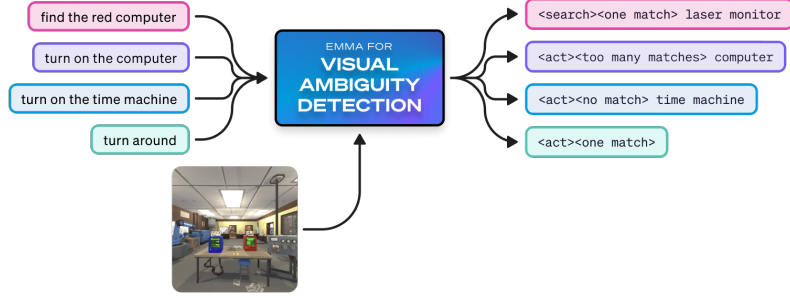 find the red computer
turn on the computer
turn on the time machine
turn around
EMMA FOR
VISUAL
AMBIGUITY
DETECTION
<search><one match> laser monitor
<act><too many matches> computer
<act><no match> time machine
<act><one match>